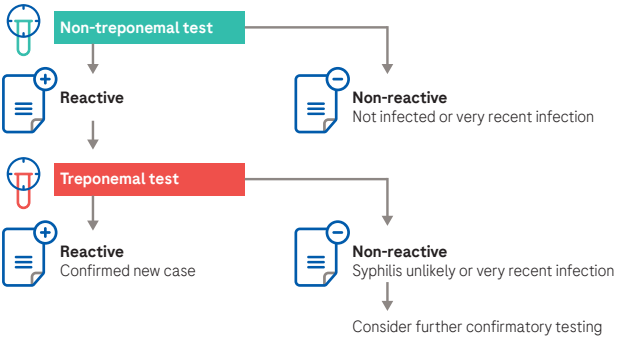 Non-treponemal test
Reactive
Non-reactive
Not infected or very recent infection
Treponemal test
Reactive
Confirmed new case
Non-reactive
Syphilis unlikely or very recent infection
Consider further confirmatory testing